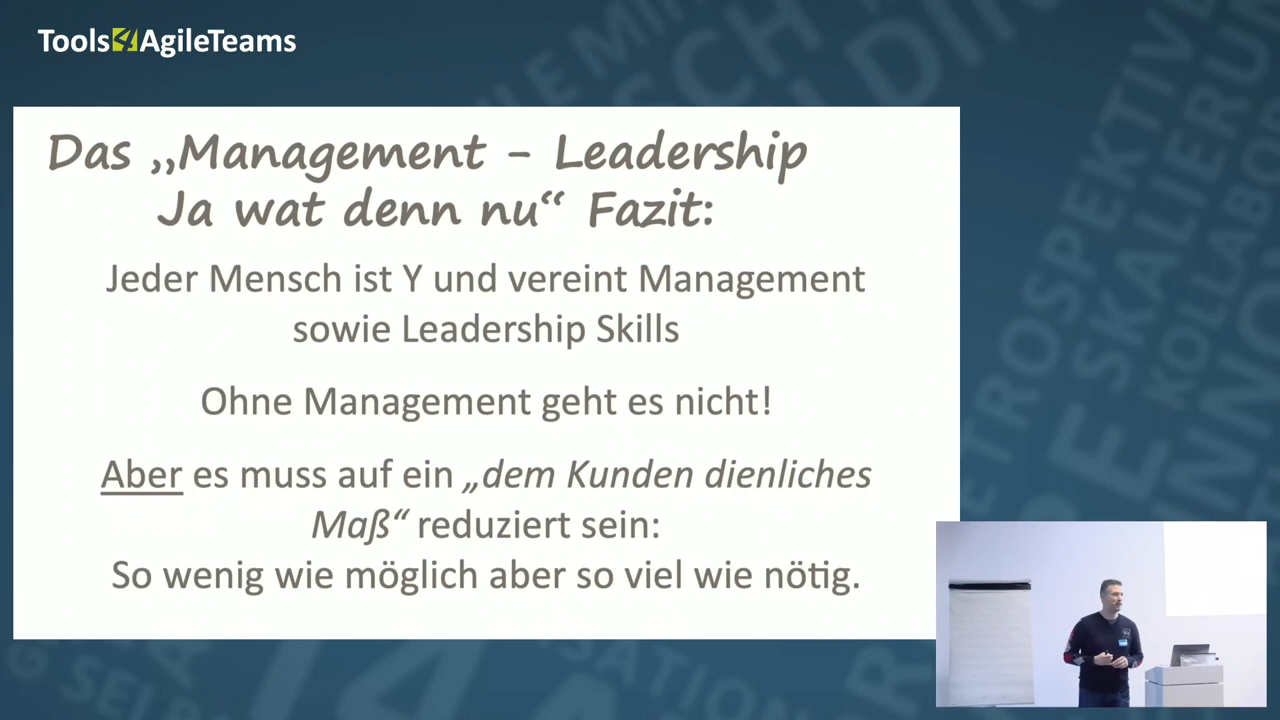 Tools4AgileTeams
Das „Management – Leadership
Ja wat denn nu“ Fazit:
Jeder Mensch ist Y und vereint Management
sowie Leadership Skills
Ohne Management geht es nicht!
Aber es muss auf ein „dem Kunden dienliches
Maß“ reduziert sein:
So wenig wie möglich aber so viel wie nötig.